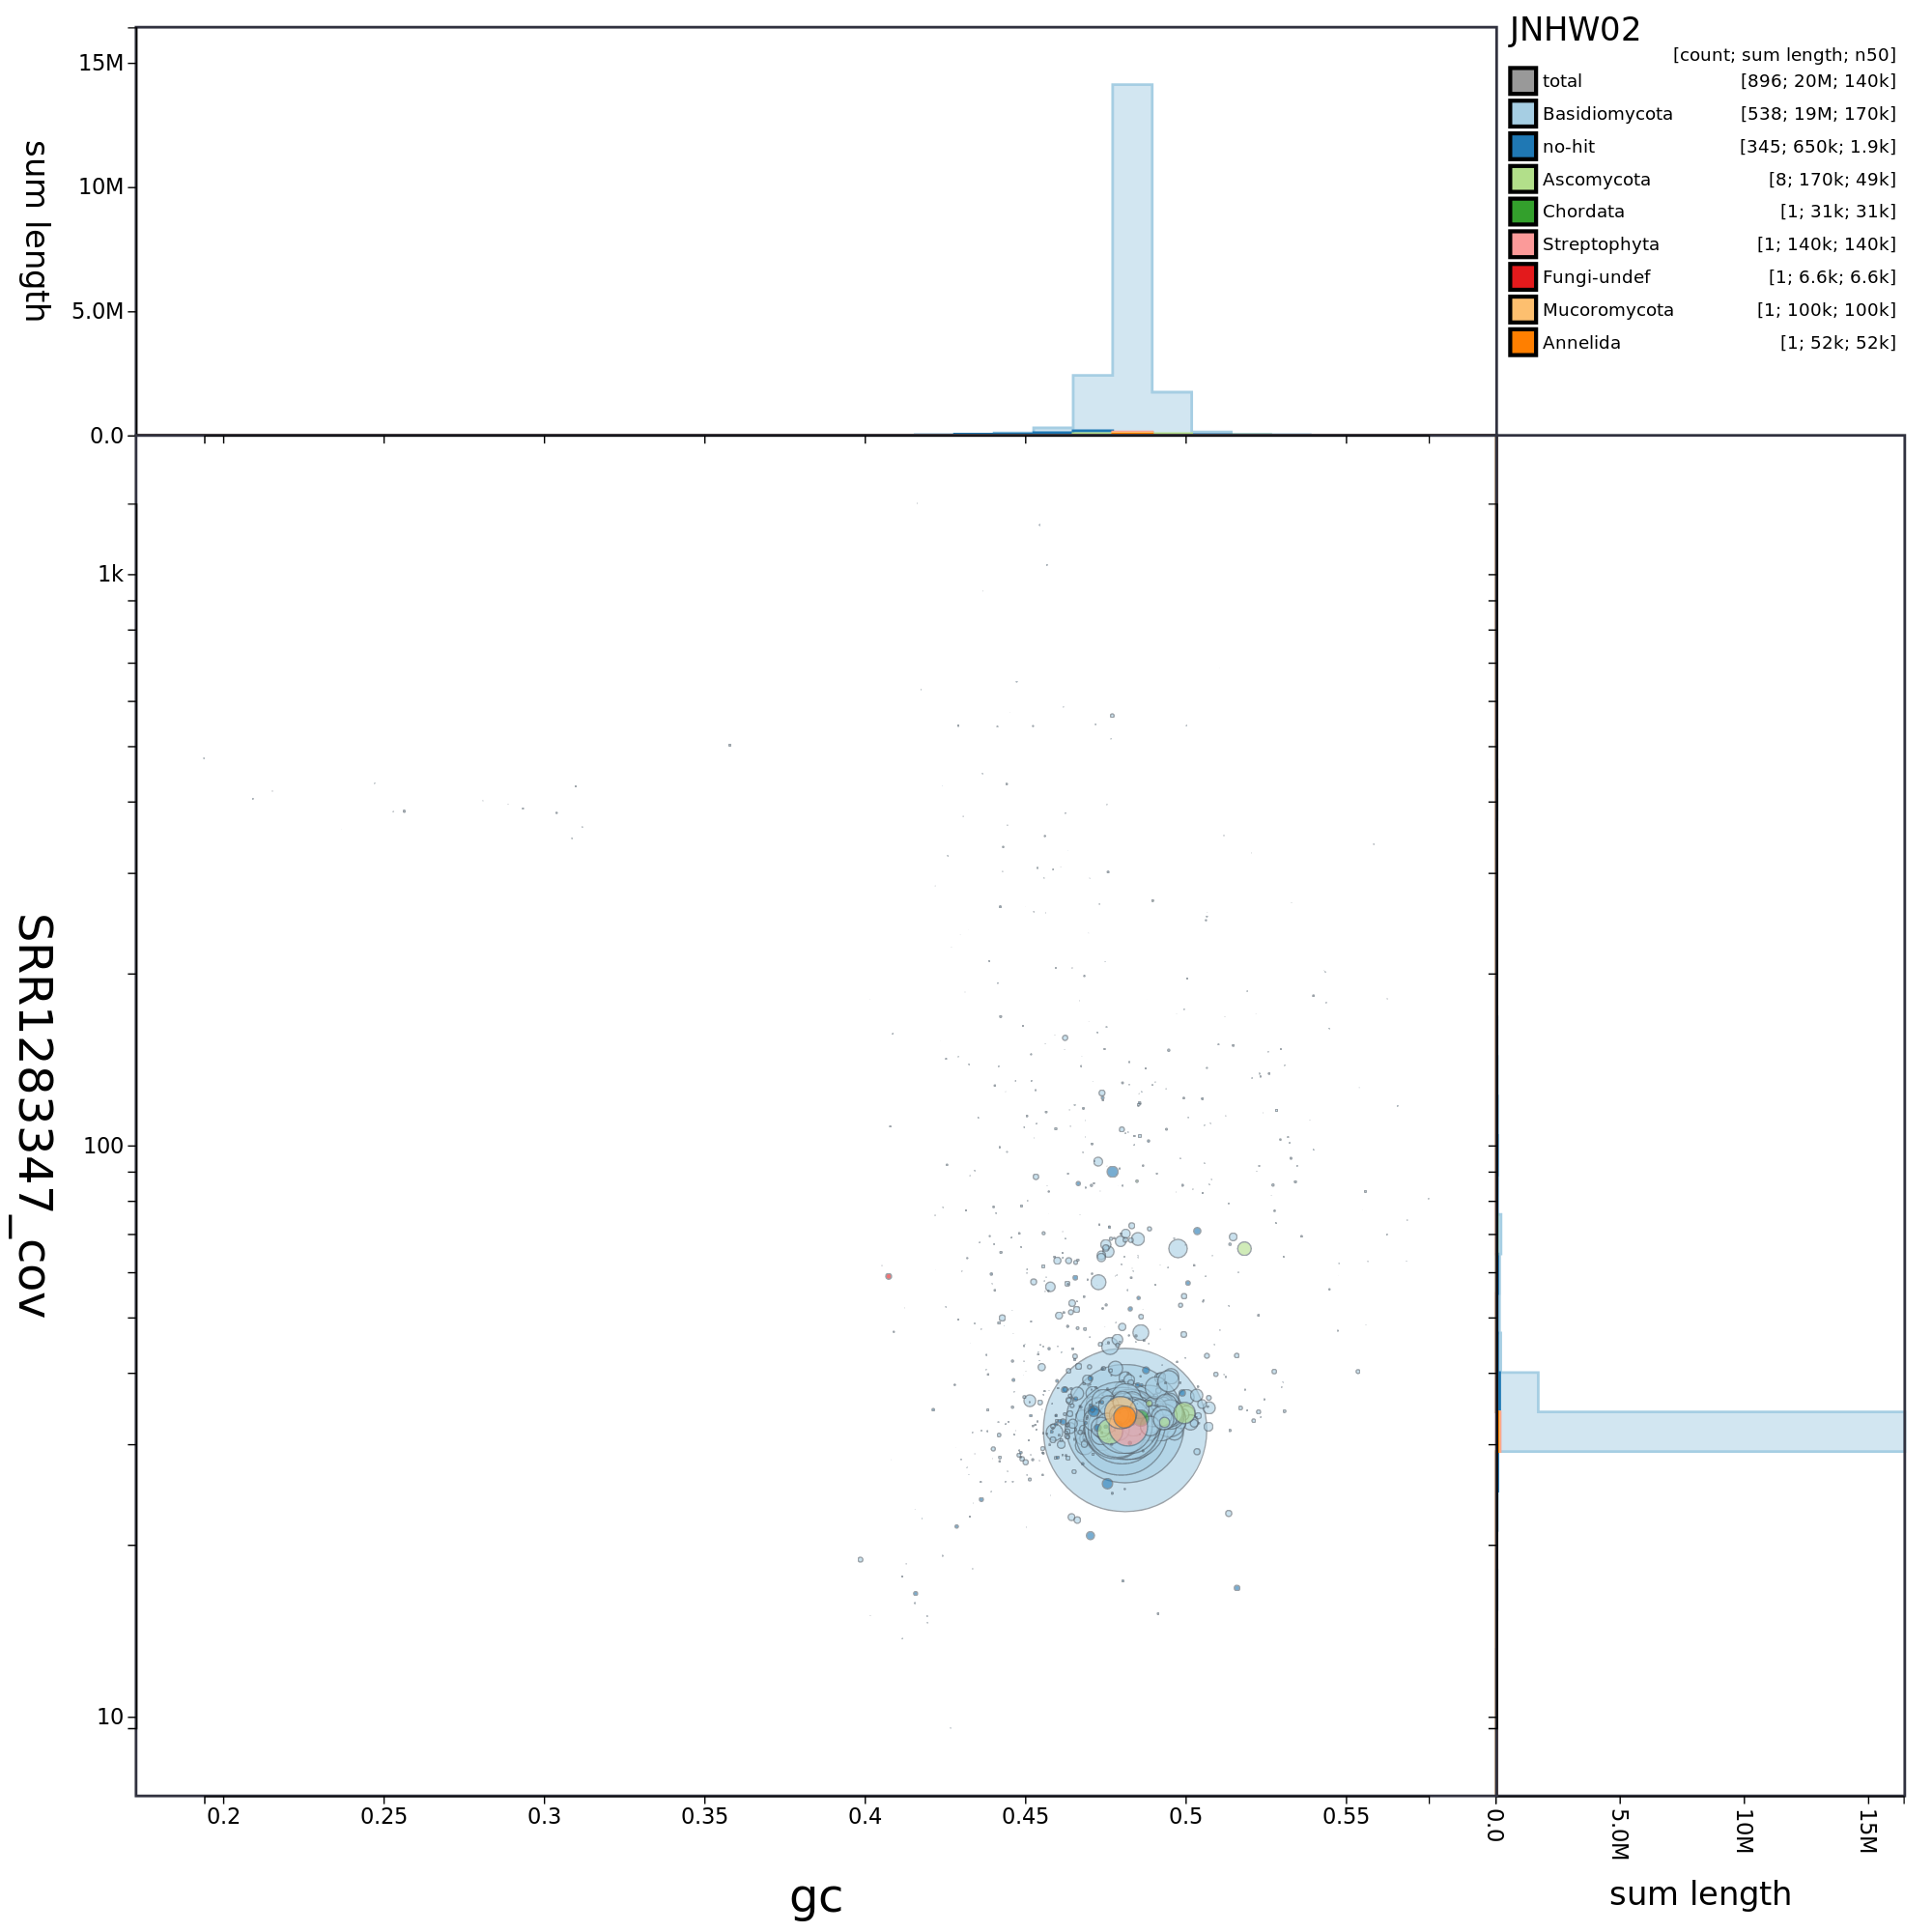 JNHW02
[count; sum length; n50]
total [896; 20M; 140k]
Basidiomycota [538; 19M; 170k]
no-hit [345; 650k; 1.9k]
Ascomycota [8; 170k; 49k]
Chordata [1; 31k; 31k]
Streptophyta [1; 140k; 140k]
Fungi-undef [1; 6.6k; 6.6k]
Mucoromycota [1; 100k; 100k]
Annelida [1; 52k; 52k]
sum length
15M
10M
5.0M
0.0
SRR1283347_cov
1k
100
10
0.2 0.25 0.3 0.35 0.4 0.45 0.5 0.55
gc
0.0 5.0M 10M 15M
sum length